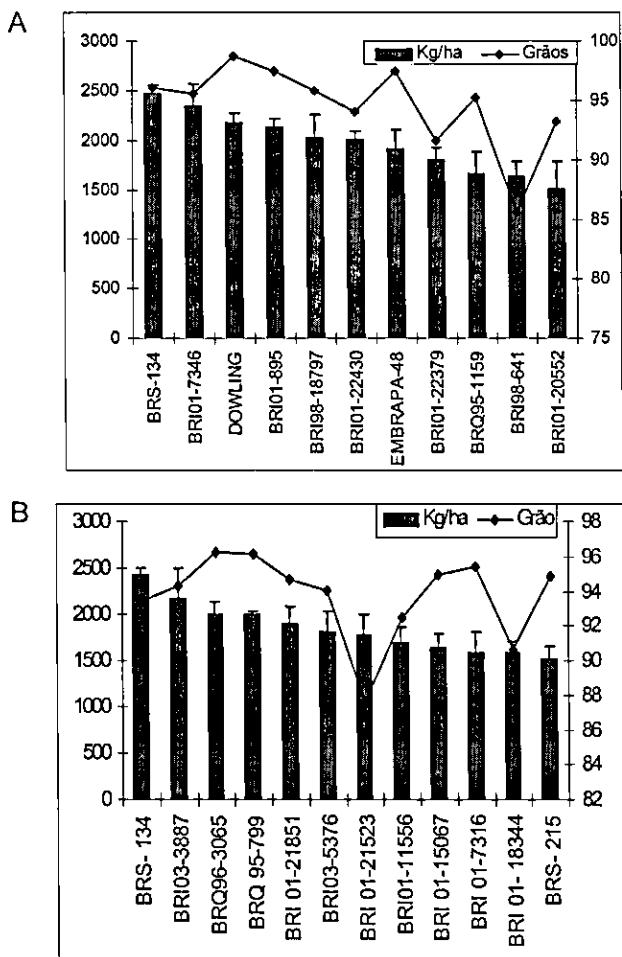 A
Kg/ha Grãos
3000 100
2500 95
2000 90
1500
1000 85
500 80
0 75
BRS-134
BRI01-7346
DOWLING
BRI01-895
BRI98-18797
BRI01-22430
EMBRAPA-48
BRI01-22379
BRQ95-1159
BRI98-641
BRI01-20552
B
Kg/ha Grão
3000 98
2500 96
2000 94
1500 92
1000 90
500 88
0 86
84
82
BRS- 134
BRI03-3887
BRQ96-3065
BRQ 95-799
BRI 01-21851
BRI03-5376
BRI 01-21523
BRI01-11556
BRI 01-15067
BRI 01-7316
BRI 01- 18344
BRS- 215